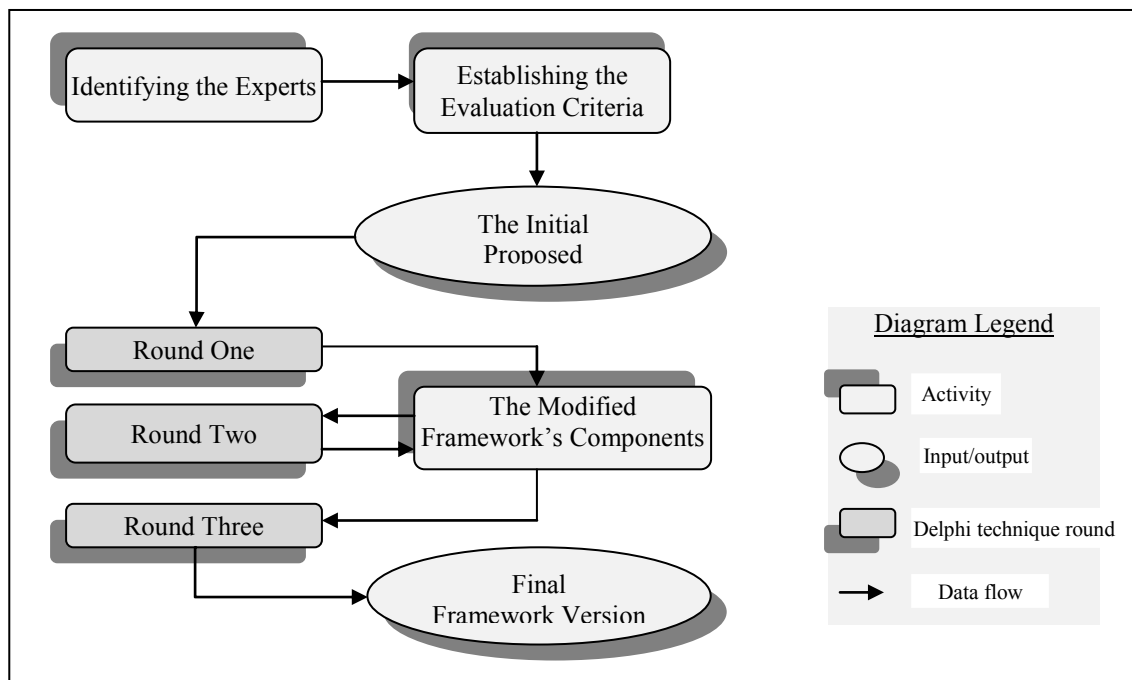 Identifying the Experts
Establishing the
Evaluation Criteria
The Initial
Proposed
Round One
The Modified
Framework's Components
Round Two
Round Three
Final
Framework Version
Diagram Legend
Activity
Input/output
Delphi technique round
Data flow